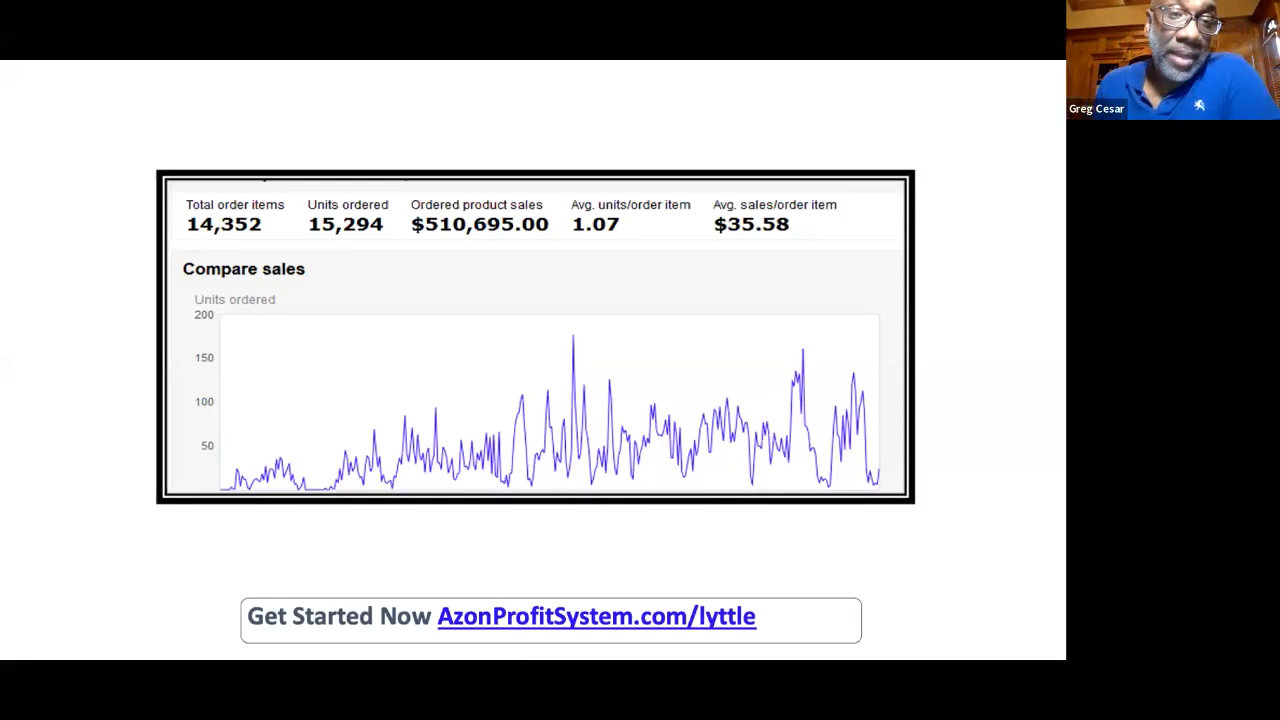 Greg Cesar
Total order items Units ordered Ordered product sales Avg. units/order item Avg. sales/order item
14,352 15,294 $510,695.00 1.07 $35.58
Compare sales
Units ordered
200
150
100
50
Get Started Now AzonProfitSystem.com/lyttle